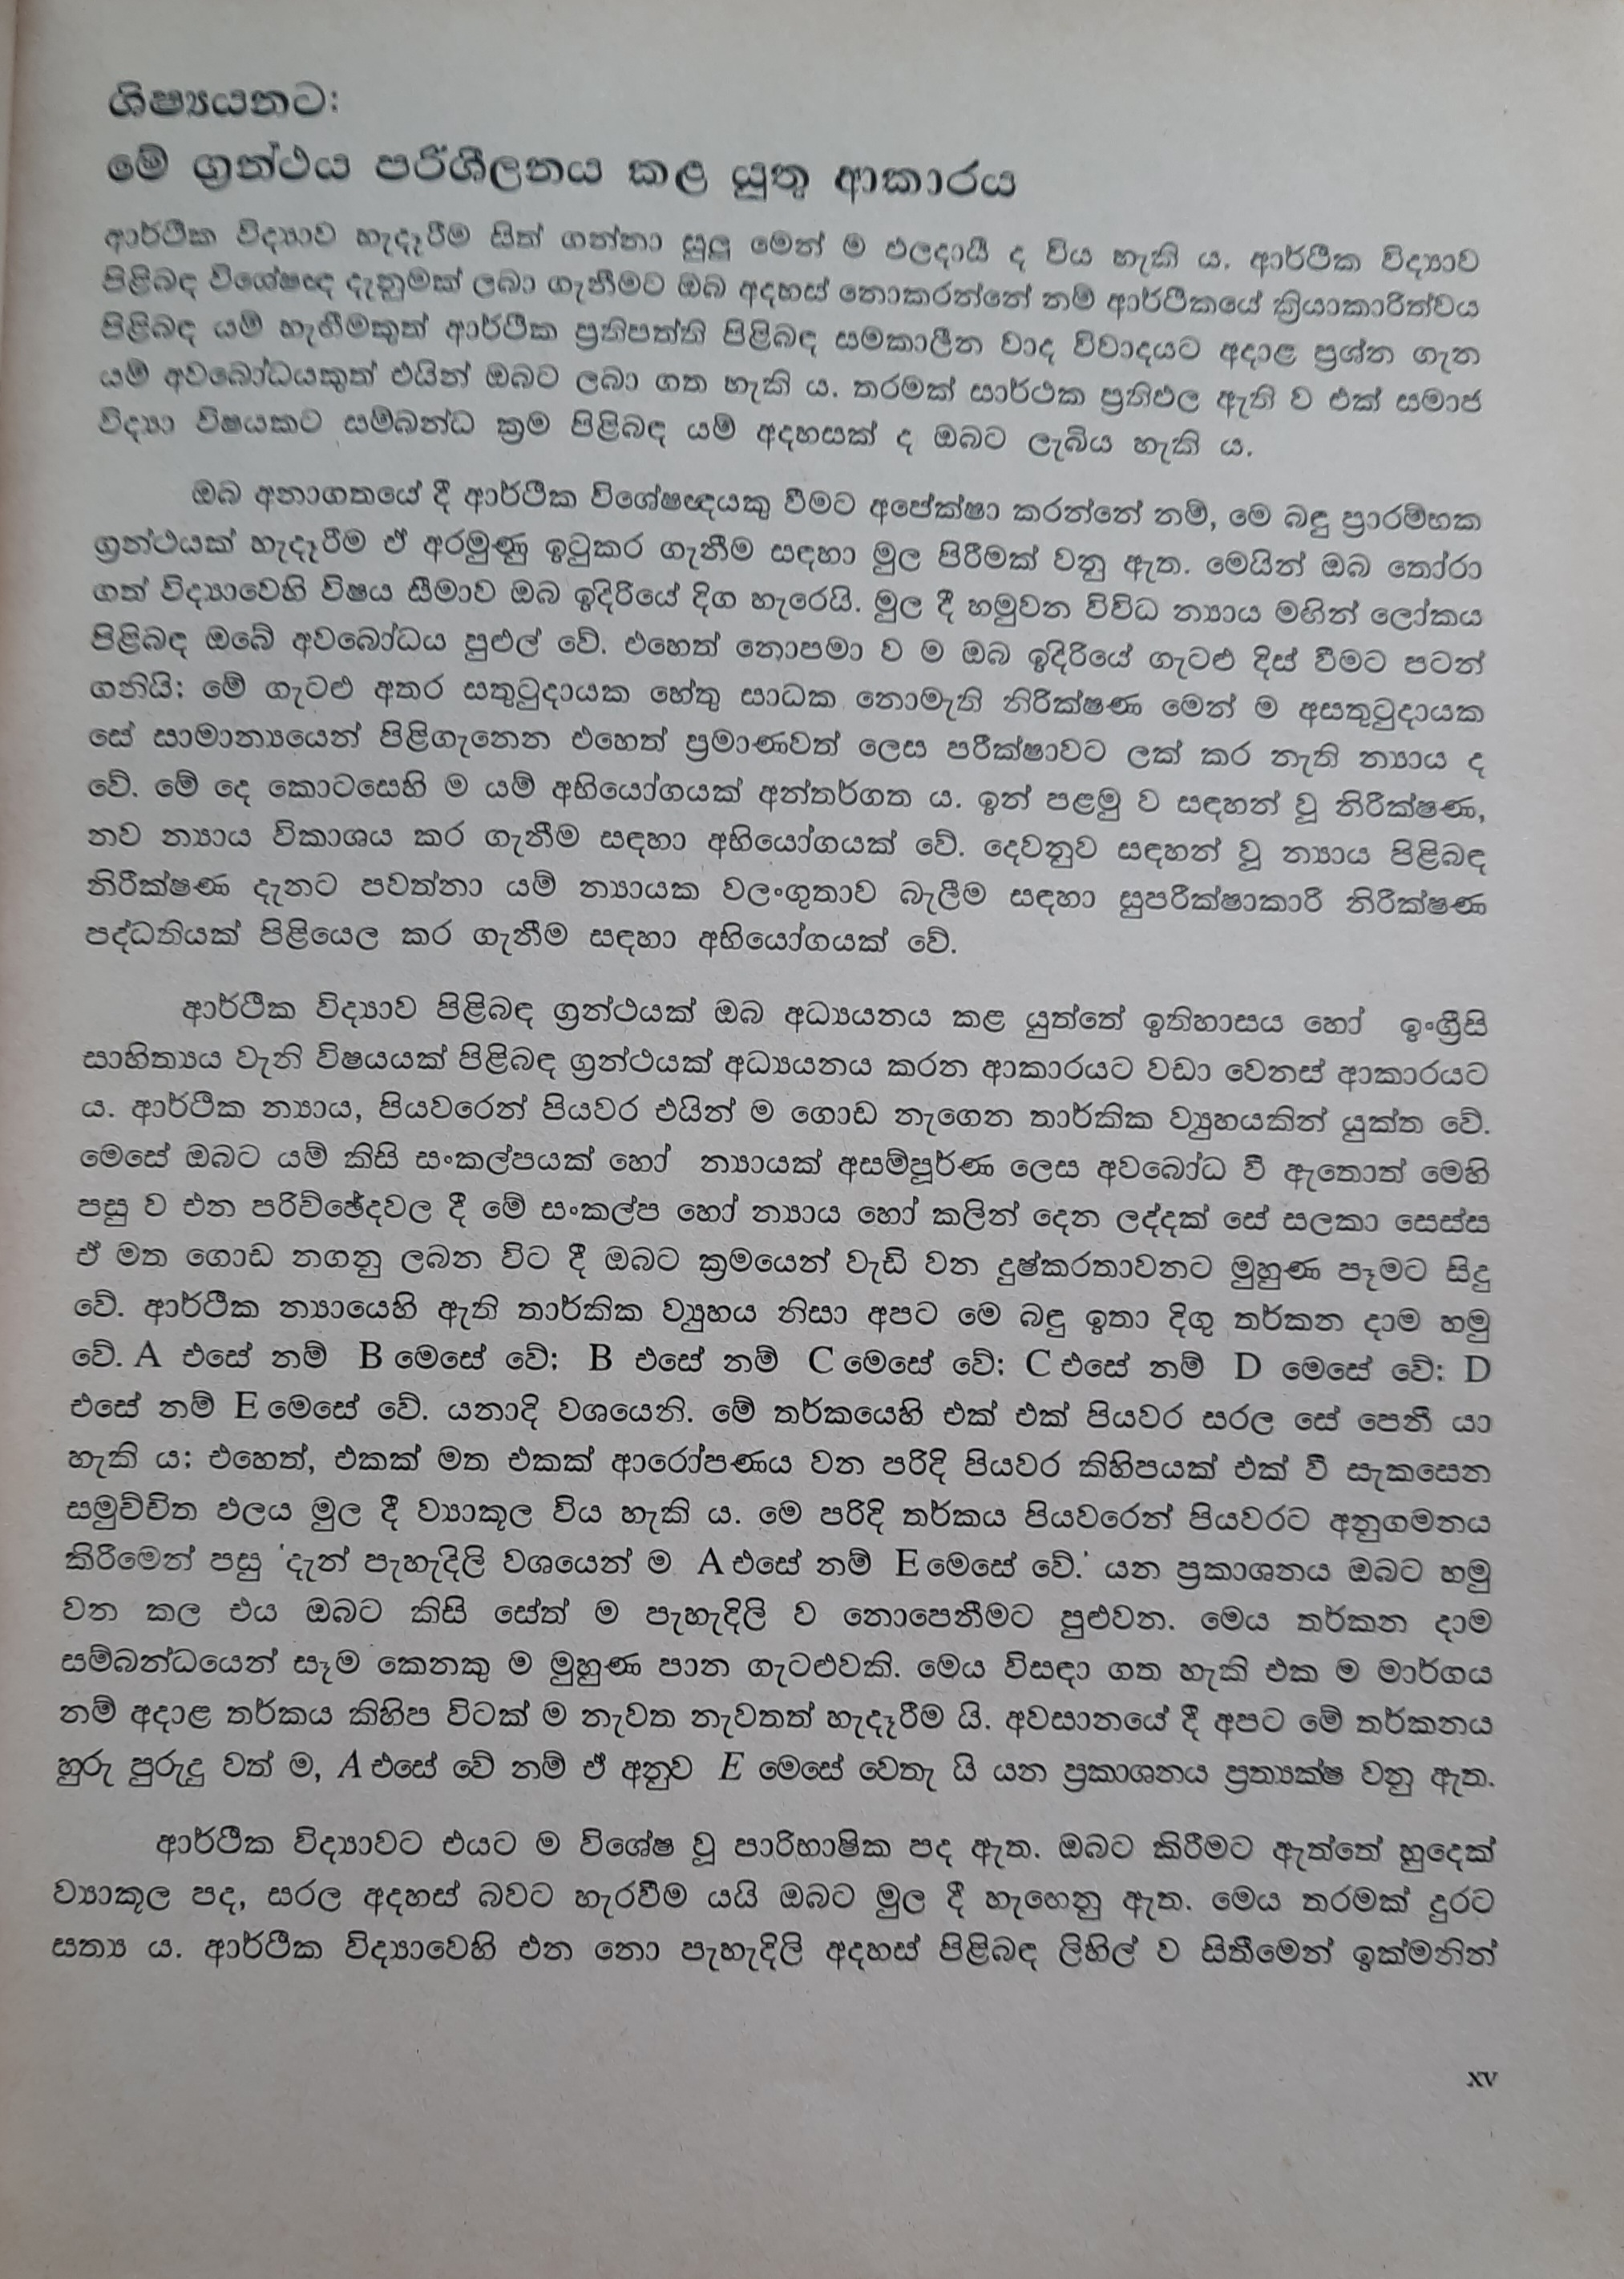 ශිෂ්‍යයනට:
මේ ග්‍රන්ථය පරිශීලනය කළ යුතු ආකාරය
ආර්ථික විද්‍යාව හැදෑරීම සිත් ගන්නා සුලු මෙන් ම ඵලදායී ද විය හැකි ය. ආර්ථික විද්‍යාව
පිළිබඳ විශේෂඥ දැනුමක් ලබා ගැනීමට ඔබ අදහස් නොකරන්නේ නම් ආර්ථිකයේ ක්‍රියාකාරිත්වය
පිළිබඳ යම් හැඟීමකුත් ආර්ථික ප්‍රතිපත්ති පිළිබඳ සමකාලීන වාද විවාදයට අදාළ ප්‍රශ්න ගැන
යම් අවබෝධයකුත් එයින් ඔබට ලබා ගත හැකි ය. තරමක් සාර්ථක ප්‍රතිඵල ඇති ව එක් සමාජ
විද්‍යා විෂයකට සම්බන්ධ ක්‍රම පිළිබඳ යම් අදහසක් ද ඔබට ලැබිය හැකි ය.
ඔබ අනාගතයේ දී ආර්ථික විශේෂඥයකු වීමට අපේක්ෂා කරන්නේ නම්, මෙ බඳු ප්‍රාරම්භක
ග්‍රන්ථයක් හැදෑරීම ඒ අරමුණු ඉටුකර ගැනීම සඳහා මුල පිරීමක් වනු ඇත. මෙයින් ඔබ තෝරා
ගත් විද්‍යාවෙහි විෂය සීමාව ඔබ ඉදිරියේ දිග හැරෙයි. මුල දී හමුවන විවිධ න්‍යාය මඟින් ලෝකය
පිළිබඳ ඔබේ අවබෝධය පුළුල් වේ. එහෙත් නොපමා ව ම ඔබ ඉදිරියේ ගැටළු දිස් වීමට පටන්
ගනියි: මේ ගැටළු අතර සතුටුදායක හේතු සාධක නොමැති නිරීක්ෂණ මෙන් ම අසතුටුදායක
සේ සාමාන්‍යයෙන් පිළිගැනෙන එහෙත් ප්‍රමාණවත් ලෙස පරීක්ෂාවට ලක් කර නැති න්‍යාය ද
වේ. මේ දෙ කොටසෙහි ම යම් අභියෝගයක් අන්තර්ගත ය. ඉන් පළමු ව සඳහන් වූ නිරීක්ෂණ,
නව න්‍යාය විකාශය කර ගැනීම සඳහා අභියෝගයක් වේ. දෙවනුව සඳහන් වූ න්‍යාය පිළිබඳ
නිරීක්ෂණ දැනට පවත්නා යම් න්‍යායක වලංගුතාව බැලීම සඳහා සුපරීක්ෂාකාරී නිරීක්ෂණ
පද්ධතියක් පිළියෙල කර ගැනීම සඳහා අභියෝගයක් වේ.
ආර්ථික විද්‍යාව පිළිබඳ ග්‍රන්ථයක් ඔබ අධ්‍යයනය කළ යුත්තේ ඉතිහාසය හෝ ඉංග්‍රීසි
සාහිත්‍යය වැනි විෂයයක් පිළිබඳ ග්‍රන්ථයක් අධ්‍යයනය කරන ආකාරයට වඩා වෙනස් ආකාරයට
ය. ආර්ථික න්‍යාය, පියවරෙන් පියවර එයින් ම ගොඩ නැගෙන තාර්කික ව්‍යුහයකින් යුක්ත වේ.
මෙසේ ඔබට යම් කිසි සංකල්පයක් හෝ න්‍යායක් අසම්පූර්ණ ලෙස අවබෝධ වී ඇතොත් මෙහි
පසු ව එන පරිච්ඡේදවල දී මේ සංකල්ප හෝ න්‍යාය හෝ කලින් දෙන ලද්දක් සේ සලකා සෙස්ස
ඒ මත ගොඩ නගනු ලබන විට දී ඔබට ක්‍රමයෙන් වැඩි වන දුෂ්කරතාවනට මුහුණ පෑමට සිදු
වේ. ආර්ථික න්‍යායෙහි ඇති තාර්කික ව්‍යුහය නිසා අපට මෙ බඳු ඉතා දිගු තර්කන දාම හමු
වේ. A එසේ නම් B මෙසේ වේ; B එසේ නම් C මෙසේ වේ; C එසේ නම් D මෙසේ වේ; D
එසේ නම් E මෙසේ වේ. යනාදි වශයෙනි. මේ තර්කයෙහි එක් එක් පියවර සරල සේ පෙනී යා
හැකි ය; එහෙත්, එකක් මත එකක් ආරෝපණය වන පරිදි පියවර කිහිපයක් එක් වී සැකසෙන
සමුච්චිත ඵලය මුල දී ව්‍යාකූල විය හැකි ය. මෙ පරිදි තර්කය පියවරෙන් පියවරට අනුගමනය
කිරීමෙන් පසු 'දැන් පැහැදිලි වශයෙන් ම A එසේ නම් E මෙසේ වේ.' යන ප්‍රකාශනය ඔබට හමු
වන කල එය ඔබට කිසි සේත් ම පැහැදිලි ව නොපෙනීමට පුළුවන. මෙය තර්කන දාම
සම්බන්ධයෙන් සෑම කෙනකු ම මුහුණ පාන ගැටළුවකි. මෙය විසඳා ගත හැකි එක ම මාර්ගය
නම් අදාළ තර්කය කිහිප විටක් ම නැවත නැවතත් හැදෑරීම යි. අවසානයේ දී අපට මේ තර්කනය
හුරු පුරුදු වත් ම, A එසේ වේ නම් ඒ අනුව E මෙසේ වෙතැ යි යන ප්‍රකාශනය ප්‍රත්‍යක්ෂ වනු ඇත.
ආර්ථික විද්‍යාවට එයට ම විශේෂ වූ පාරිභාෂික පද ඇත. ඔබට කිරීමට ඇත්තේ හුදෙක්
ව්‍යාකූල පද, සරල අදහස් බවට හැරවීම යයි ඔබට මුල දී හැඟෙනු ඇත. මෙය තරමක් දුරට
සත්‍ය ය. ආර්ථික විද්‍යාවෙහි එන නො පැහැදිලි අදහස් පිළිබඳ ලිහිල් ව සිතීමෙන් ඉක්මනින්
xv